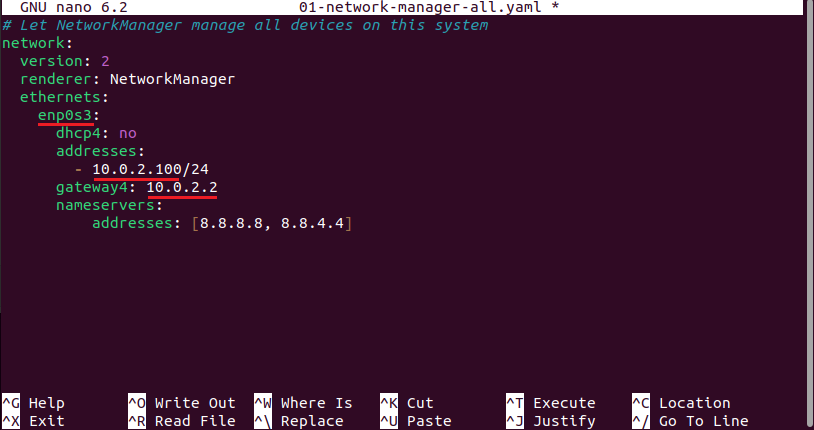 GNU nano 6.2 01-network-manager-all.yaml *
# Let NetworkManager manage all devices on this system
network:
  version: 2
  renderer: NetworkManager
  ethernets:
    enp0s3:
      dhcp4: no
      addresses:
        - 10.0.2.100/24
      gateway4: 10.0.2.2
      nameservers:
          addresses: [8.8.8.8, 8.8.4.4]
^G Help ^O Write Out ^W Where Is ^K Cut ^T Execute ^C Location
^X Exit ^R Read File ^\ Replace ^U Paste ^J Justify ^/ Go To Line